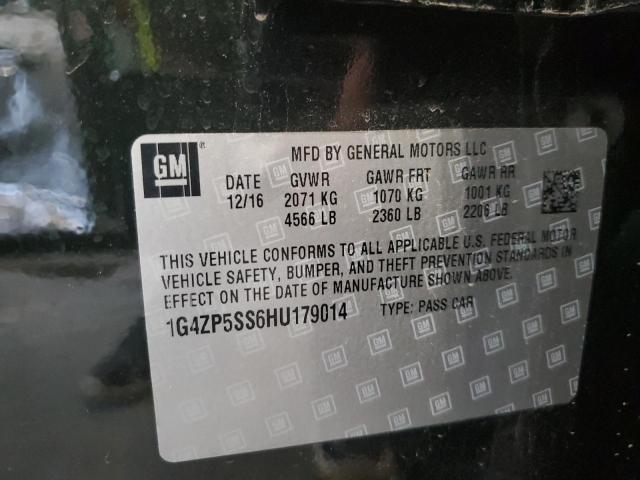 GM
MFD BY GENERAL MOTORS LLC
DATE GVWR GAWR FRT GAWR RR
12/16 2071 KG 1070 KG 1001 KG
4566 LB 2360 LB 2206 LB
THIS VEHICLE CONFORMS TO ALL APPLICABLE U.S. FEDERAL MOTOR
VEHICLE SAFETY, BUMPER, AND THEFT PREVENTION STANDARDS IN
EFFECT ON THE DATE OF MANUFACTURE SHOWN ABOVE.
1G4ZP5SS6HU179014 TYPE: PASS CAR